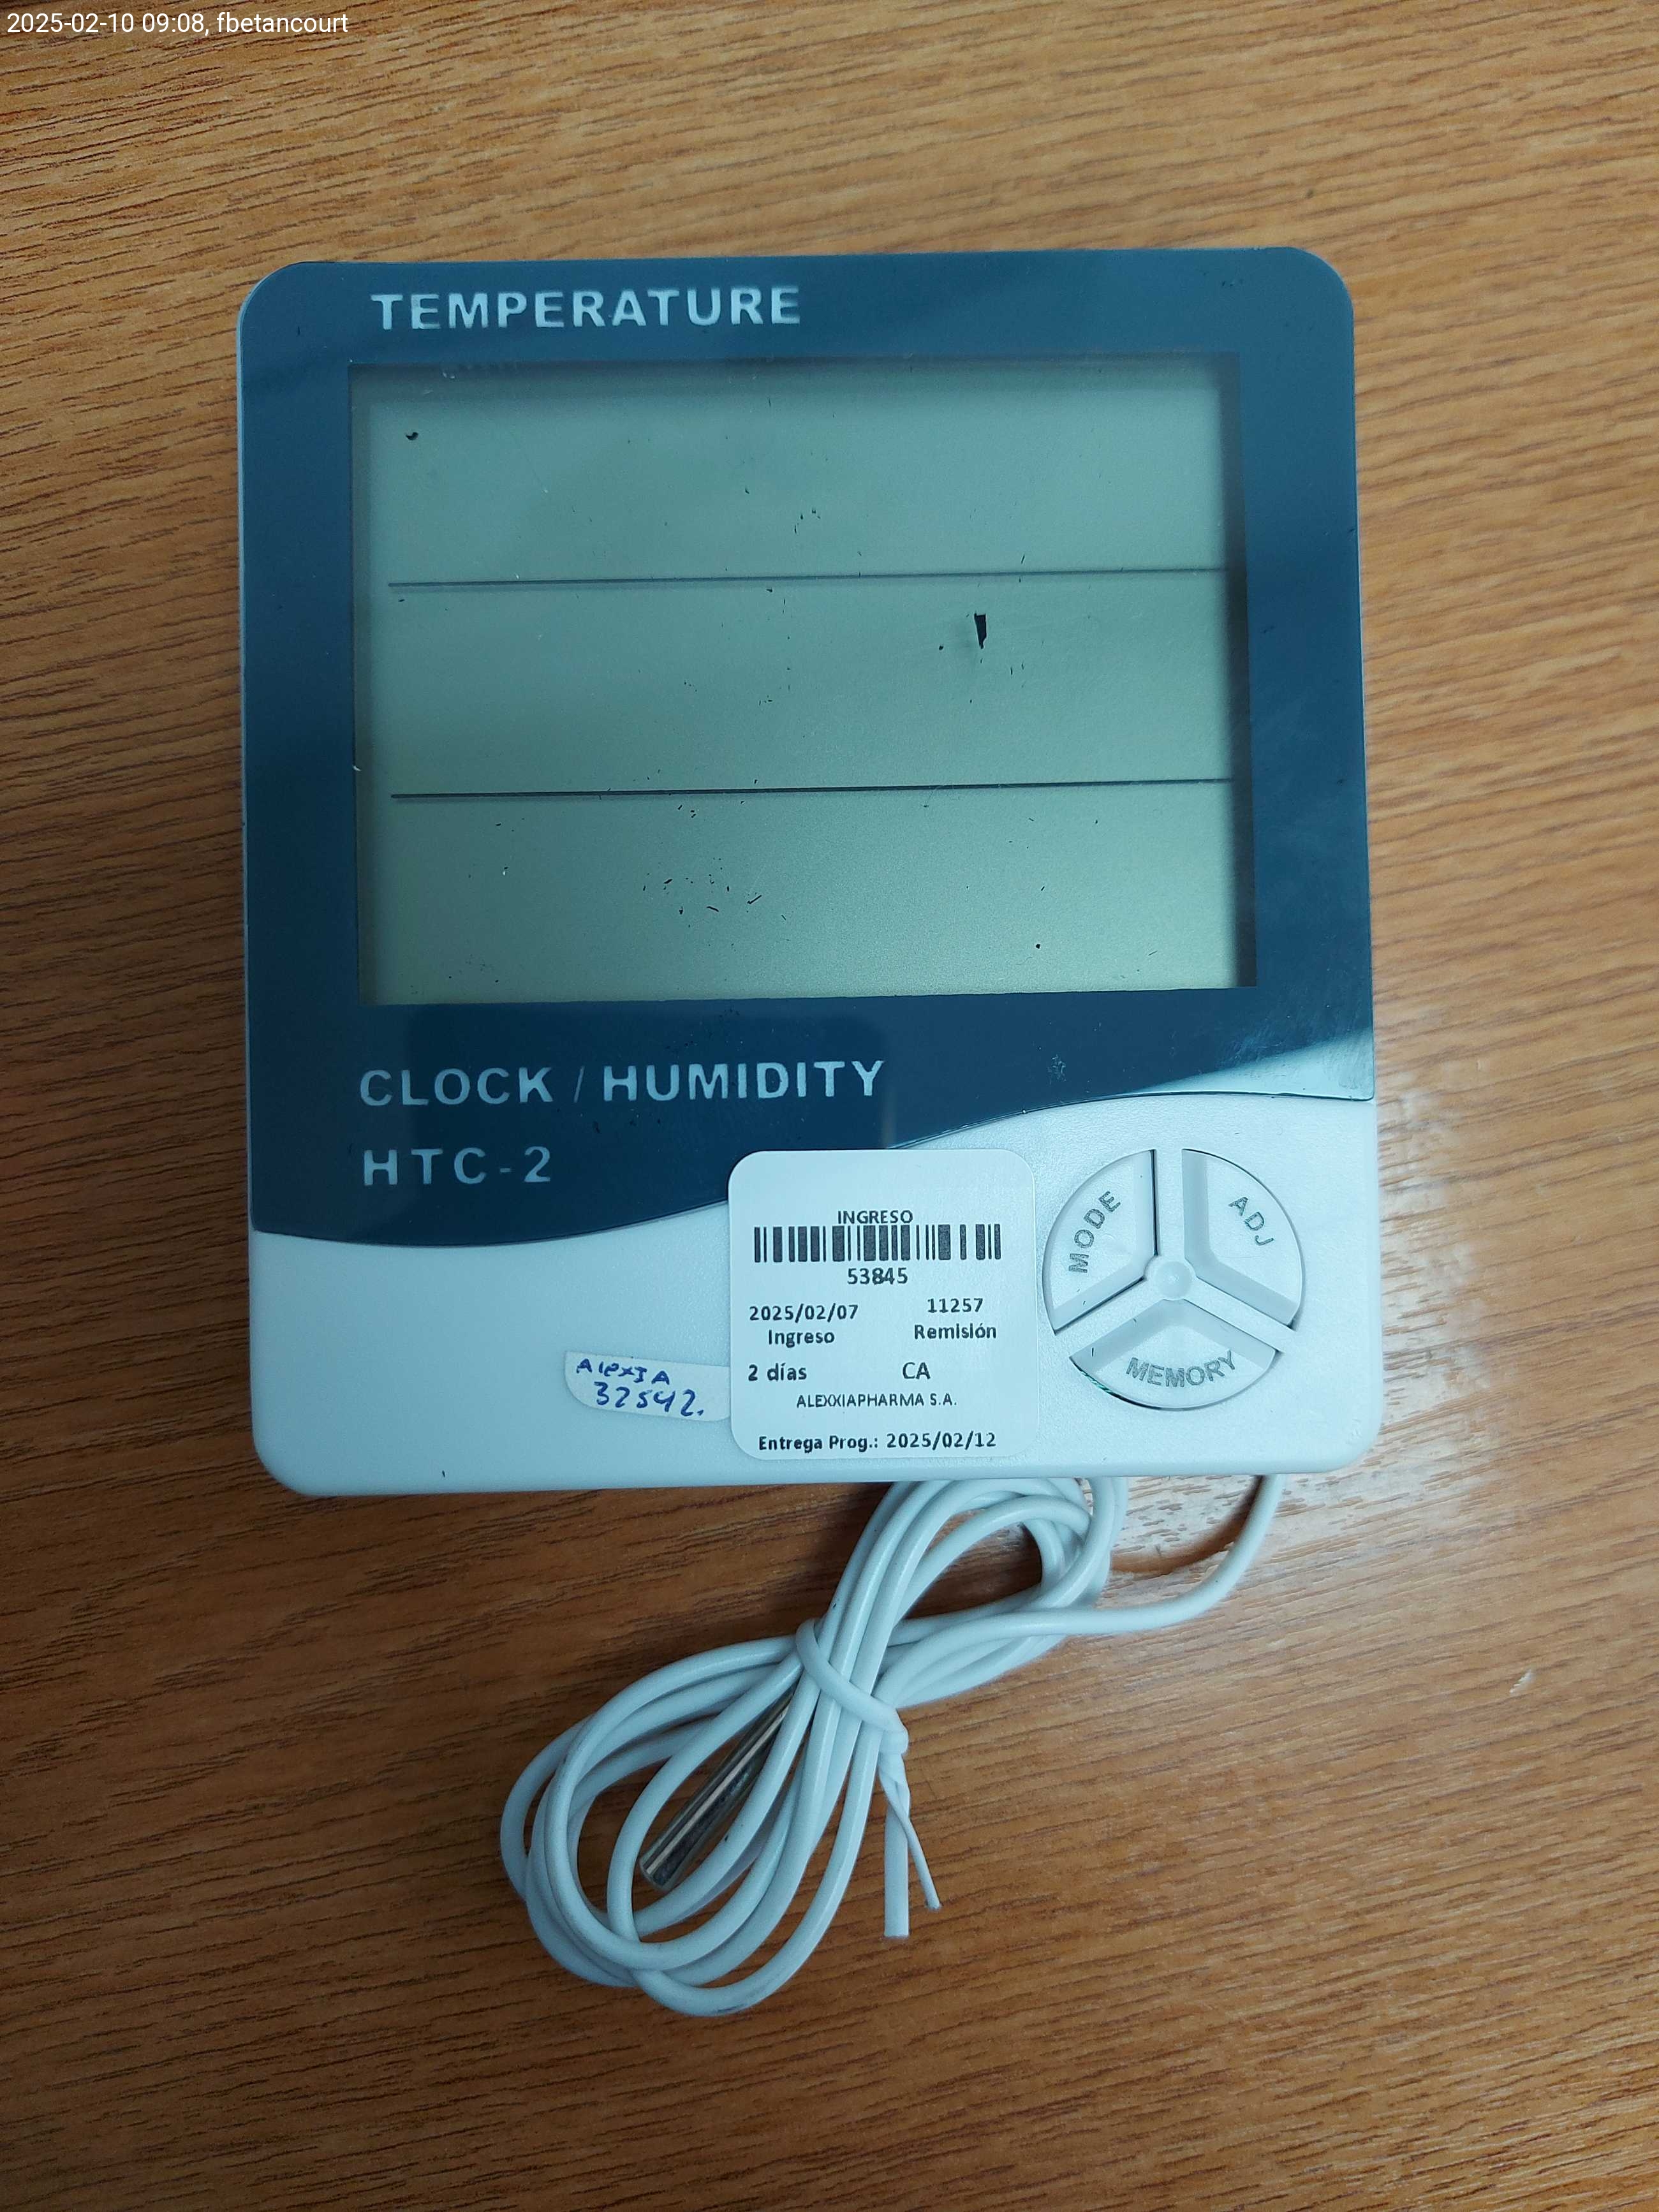 2025-02-10 09:08, fbetancourt
TEMPERATURE
CLOCK / HUMIDITY
HTC-2
MODE
ADJ
MEMORY
INGRESO
53845
2025/02/07 11257
Ingreso Remisión
2 días CA
ALEXXIAPHARMA S.A.
Entrega Prog.: 2025/02/12
AlexIA
32542.